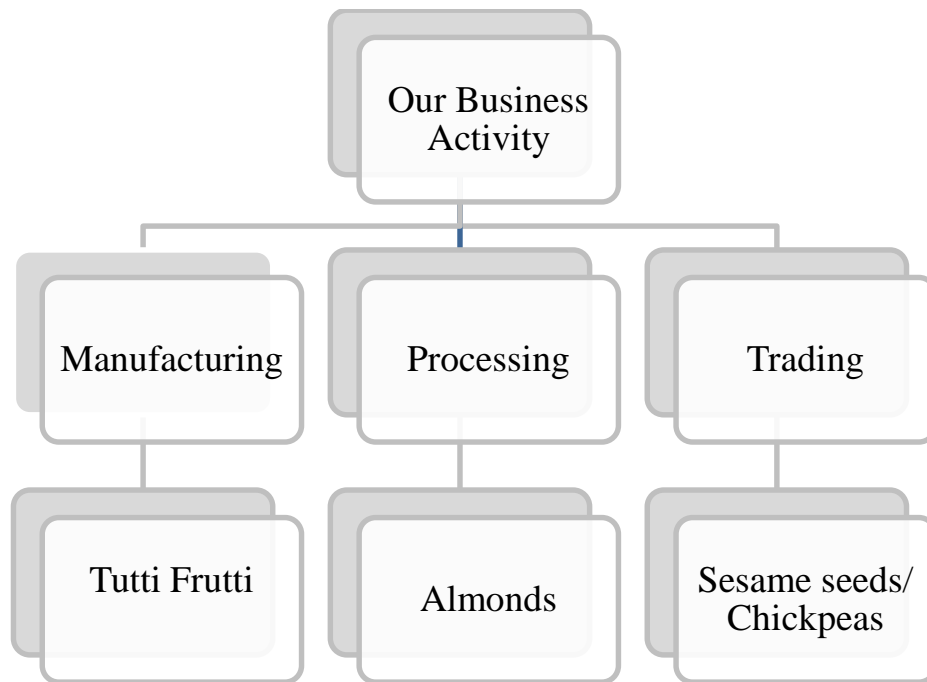 Our Business
Activity
Manufacturing
Processing
Trading
Tutti Frutti
Almonds
Sesame seeds/
Chickpeas